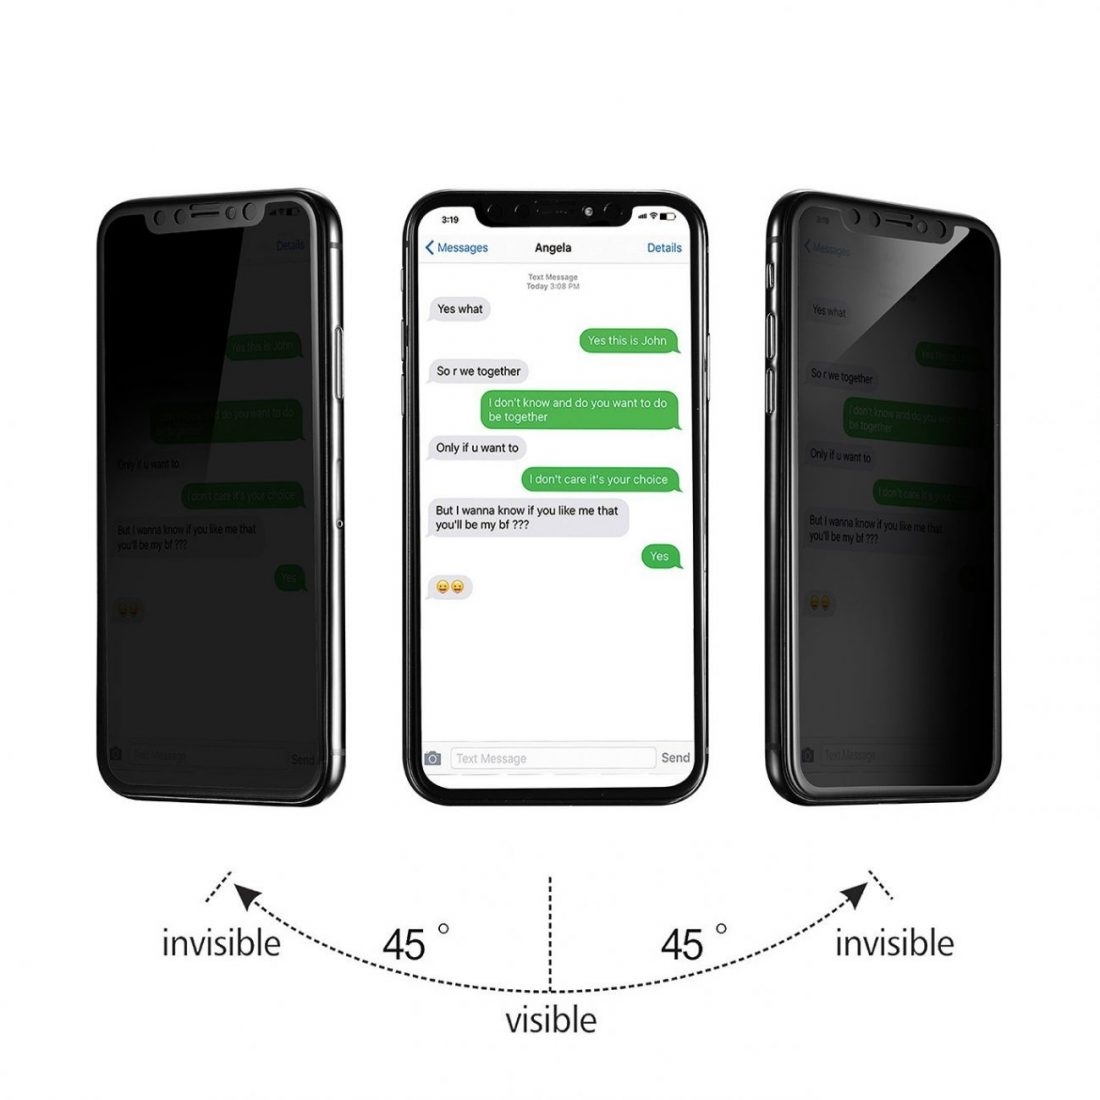 Details
Yes this is John
I don't know and do you want to do
be together
Only if u want to
I don't care it's your choice
But I wanna know if you like me that
you'll be my bf ???
Yes
Text Message
Send
3:19
Messages
Angela
Details
Text Message
Today 3:08 PM
Yes what
Yes this is John
So r we together
I don't know and do you want to do
be together
Only if u want to
I don't care it's your choice
But I wanna know if you like me that
you'll be my bf ???
Yes
😛😛
Text Message
Send
3:19
Messages
Yes what
Yes this is John
So r we together
I don't know and do you
be together
Only if u want to
I don't care it's your
But I wanna know if you like me that
you'll be my bf ???
Text Message
invisible
45°
visible
45°
invisible